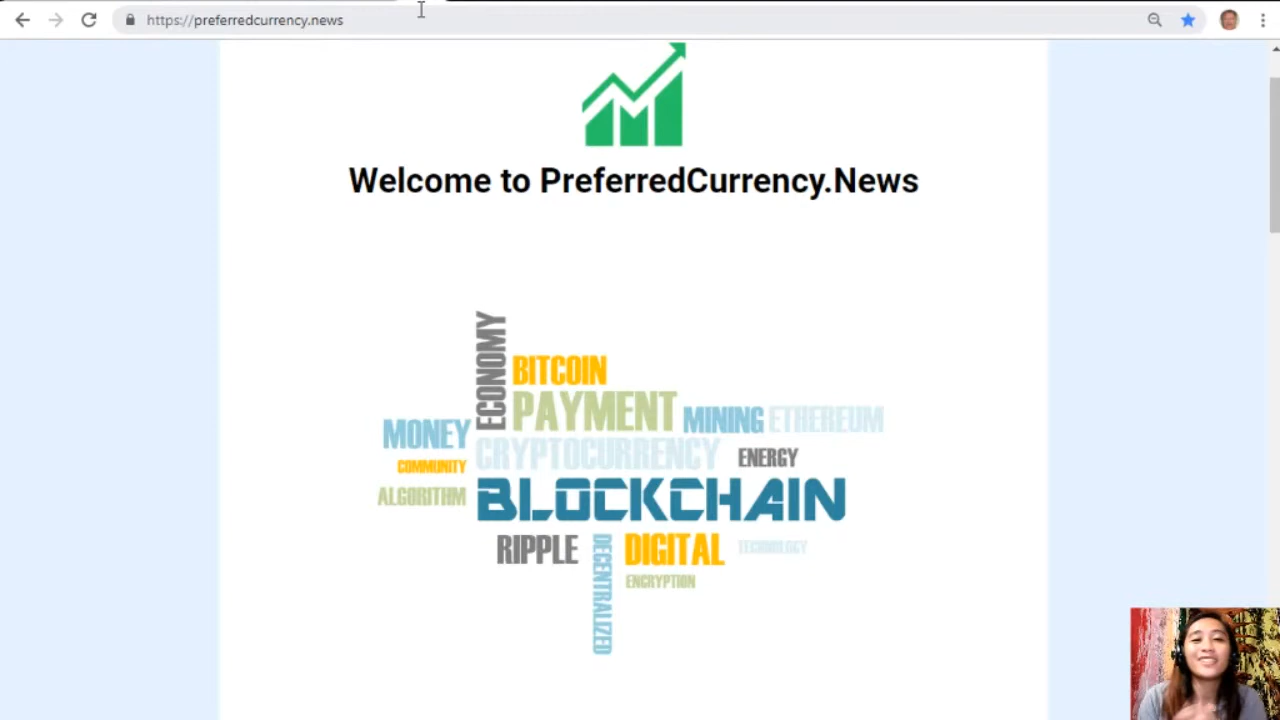 https://preferredcurrency.news
Welcome to PreferredCurrency.News
ECONOMY
BITCOIN
PAYMENT
MONEY
MINING
ETHEREUM
CRYPTOCURRENCY
ENERGY
COMMUNITY
ALGORITHM
BLOCKCHAIN
RIPPLE
DECENTRALIZED
DIGITAL
TECHNOLOGY
ENCRYPTION